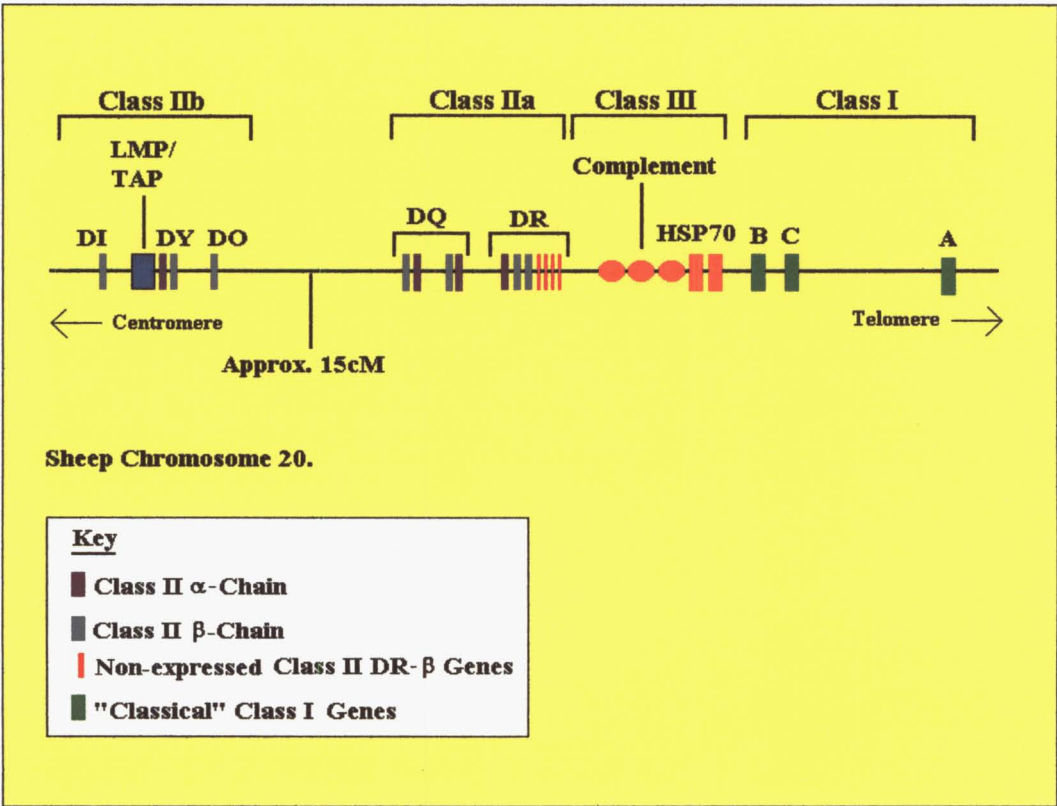 Class IIb Class IIa Class III Class I
LMP/
TAP
Complement
DI DY DO DQ DR HSP70 B C A
Centromere Telomere
Approx. 15cM
Sheep Chromosome 20.
Key
Class II α-Chain
Class II β-Chain
Non-expressed Class II DR-β Genes
"Classical" Class I Genes